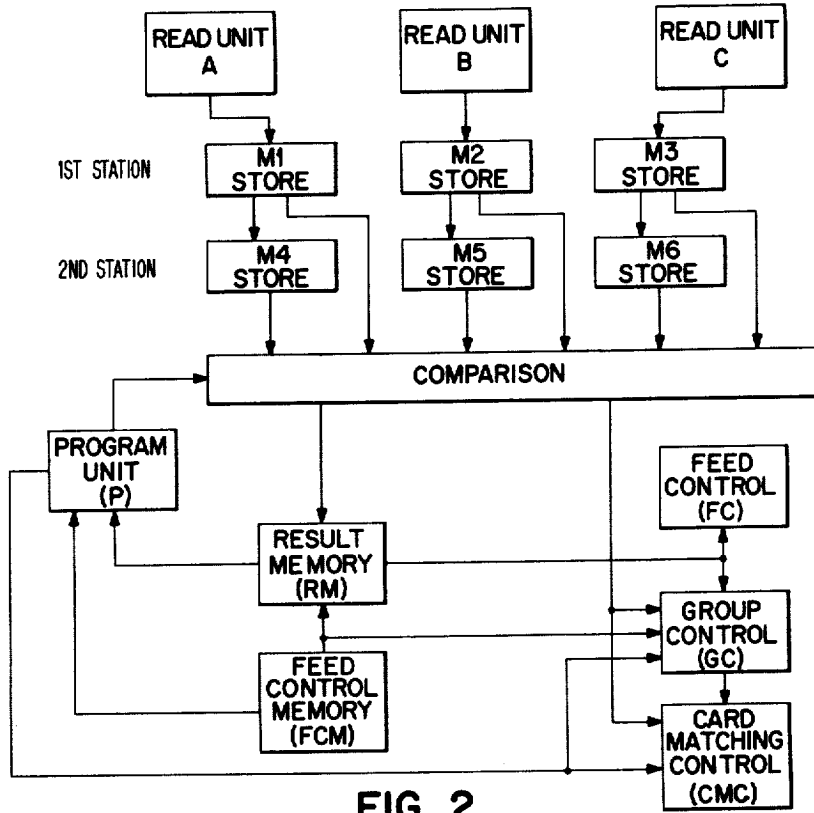 READ UNIT
A
READ UNIT
B
READ UNIT
C
1ST STATION
M1
STORE
M2
STORE
M3
STORE
2ND STATION
M4
STORE
M5
STORE
M6
STORE
COMPARISON
PROGRAM
UNIT
(P)
FEED
CONTROL
(FC)
RESULT
MEMORY
(RM)
GROUP
CONTROL
(GC)
FEED
CONTROL
MEMORY
(FCM)
CARD
MATCHING
CONTROL
(CMC)
FIG. 2